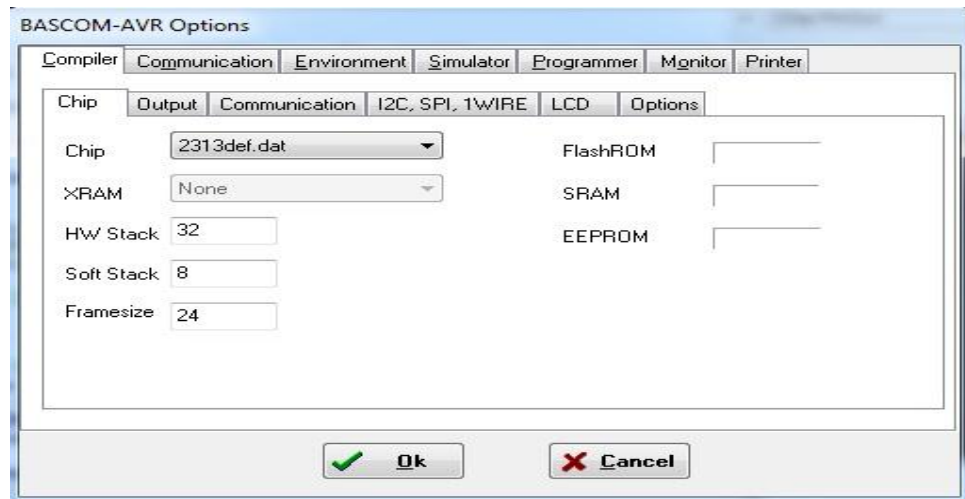 BASCOM-AVR Options
Compiler Communication Environment Simulator Programmer Monitor Printer
Chip Output Communication I2C, SPI, 1WIRE LCD Options
Chip 2313def.dat FlashROM
XRAM None SRAM
HW Stack 32 EEPROM
Soft Stack 8
Framesize 24
Ok Cancel